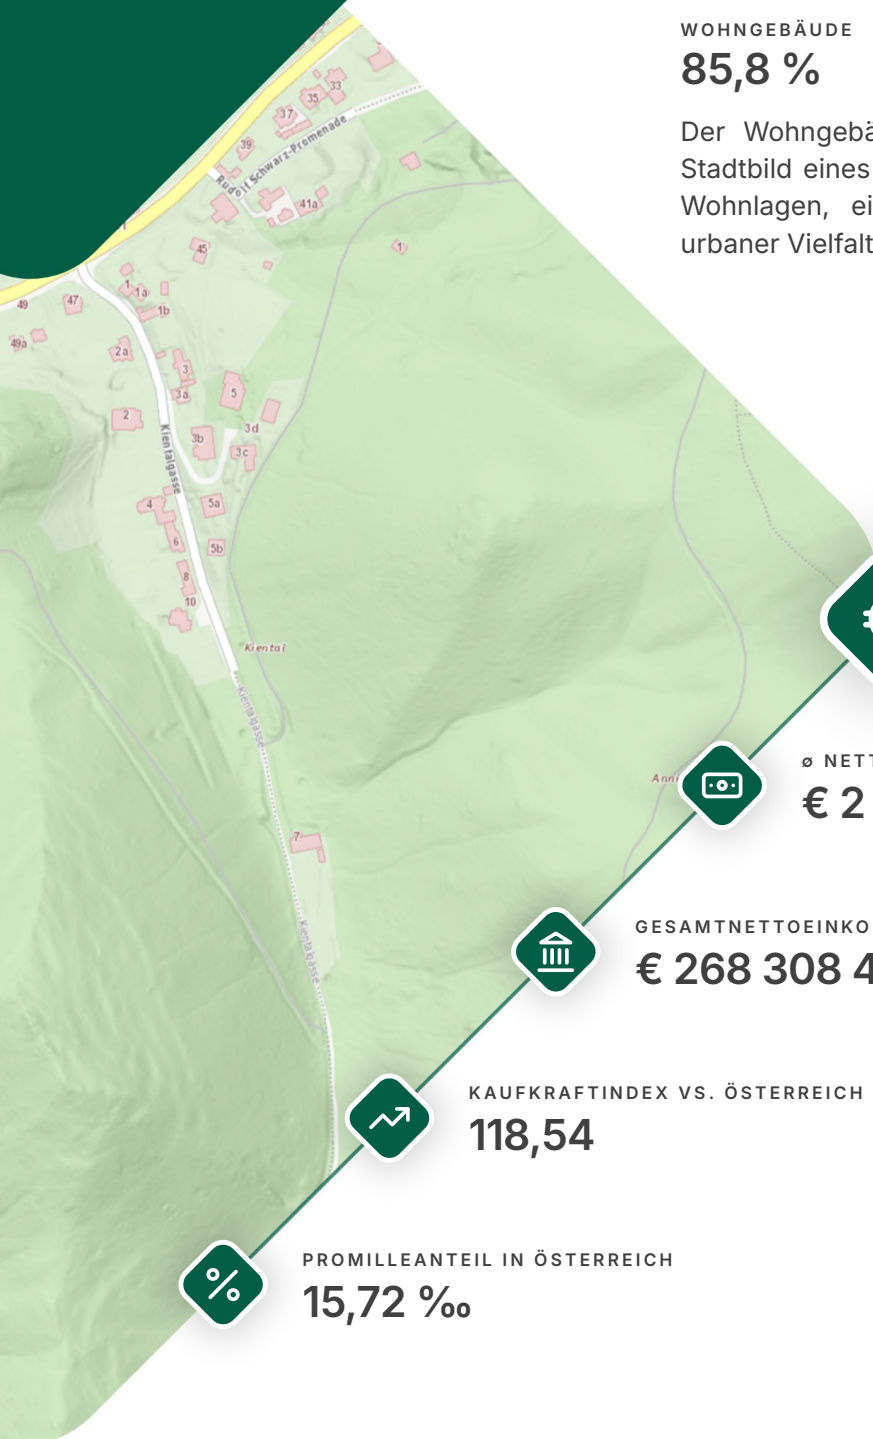 WOHNGEBÄUDE
85,8 %
Der Wohngebä
Stadtbild eines
Wohnlagen, ei
urbaner Vielfalt
33
35
37
39
Rudolf Schwarz-Promenade
41a
45
1
1
1a
1b
47
49
49a
2a
3
3a
5
2
3b
3d
3c
Kientalgasse
4
5a
6
5b
8
10
Kiental
Kientalgasse
7
Kientalgasse
Anni
ø NETT
€ 2
GESAMTNETTOEINKO
€ 268 308 4
KAUFKRAFTINDEX VS. ÖSTERREICH
118,54
PROMILLEANTEIL IN ÖSTERREICH
15,72 ‰